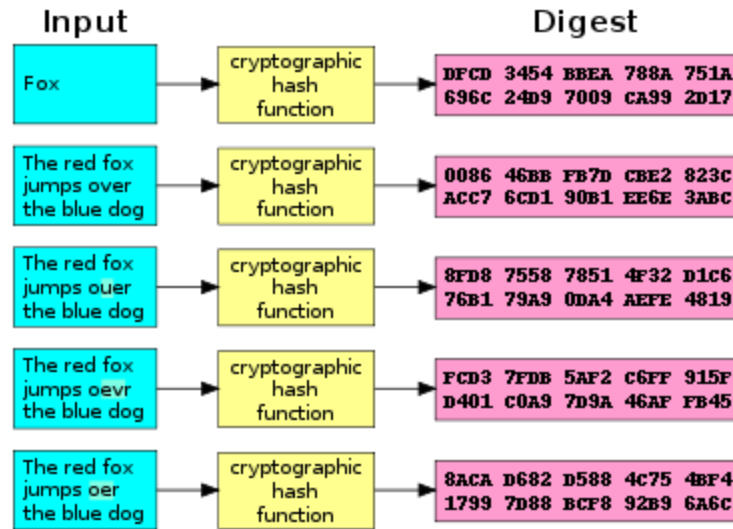 Input
Digest
Fox
cryptographic
hash
function
DFCD 3454 BBEA 788A 751A
696C 24D9 7009 CA99 2D17
The red fox
jumps over
the blue dog
cryptographic
hash
function
0086 46BB FB7D CBE2 823C
ACC7 6CD1 90B1 EE6E 3ABC
The red fox
jumps ouer
the blue dog
cryptographic
hash
function
8FD8 7558 7851 4F32 D1C6
76B1 79A9 0DA4 AEFE 4819
The red fox
jumps oevr
the blue dog
cryptographic
hash
function
FCD3 7FDB 5AF2 C6FF 915F
D401 C0A9 7D9A 46AF FB45
The red fox
jumps oer
the blue dog
cryptographic
hash
function
8ACA D682 D588 4C75 4BF4
1799 7D88 BCF8 92B9 6A6C